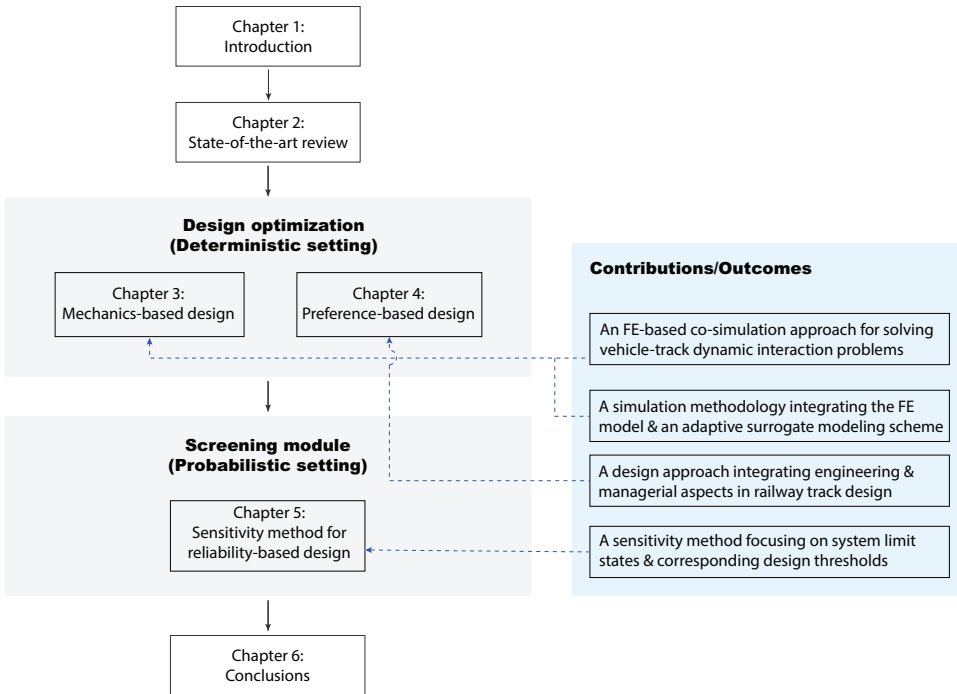 Chapter 1:
Introduction
Chapter 2:
State-of-the-art review
Design optimization
(Deterministic setting)
Chapter 3:
Mechanics-based design
Chapter 4:
Preference-based design
Screening module
(Probabilistic setting)
Chapter 5:
Sensitivity method for
reliability-based design
Chapter 6:
Conclusions
Contributions/Outcomes
An FE-based co-simulation approach for solving
vehicle-track dynamic interaction problems
A simulation methodology integrating the FE
model & an adaptive surrogate modeling scheme
A design approach integrating engineering &
managerial aspects in railway track design
A sensitivity method focusing on system limit
states & corresponding design thresholds